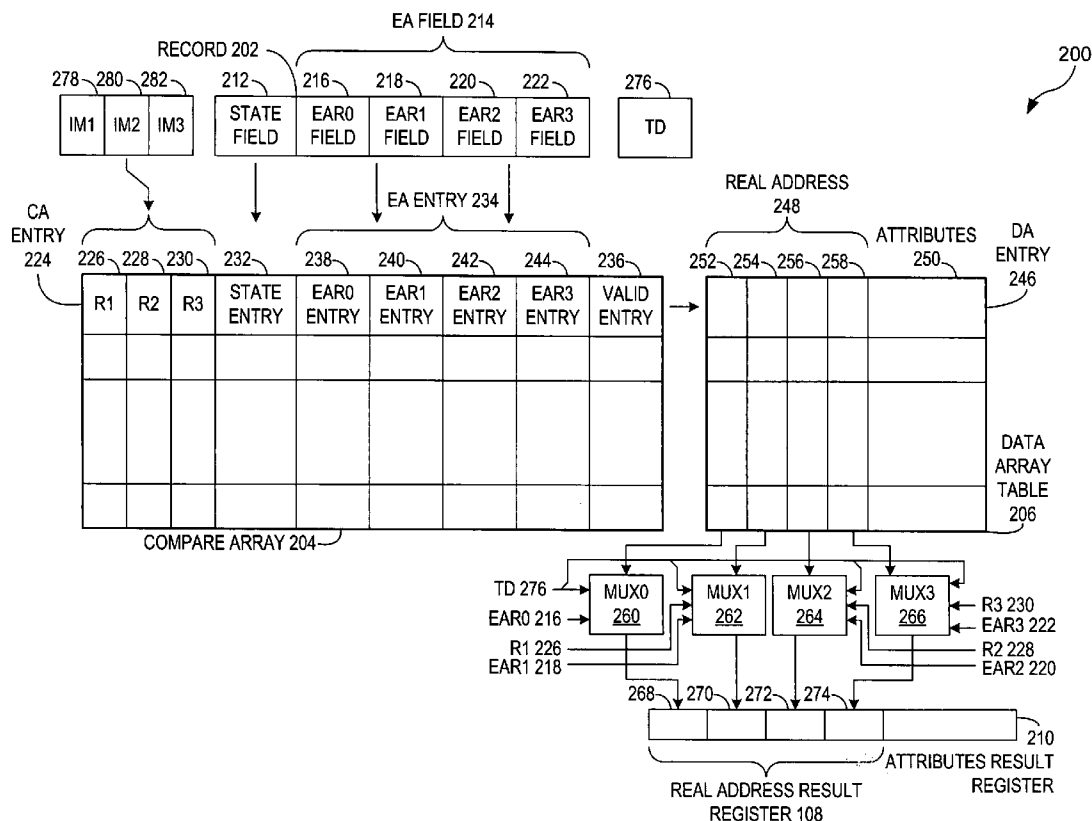 EA FIELD 214
RECORD 202
200
278 280 282 212 216 218 220 222 276
IM1 IM2 IM3 STATE FIELD EAR0 FIELD EAR1 FIELD EAR2 FIELD EAR3 FIELD TD
EA ENTRY 234
REAL ADDRESS 248
CA ENTRY 224
ATTRIBUTES
DA ENTRY 246
226 228 230 232 238 240 242 244 236
252 254 256 258 250
R1 R2 R3 STATE ENTRY EAR0 ENTRY EAR1 ENTRY EAR2 ENTRY EAR3 ENTRY VALID ENTRY
DATA ARRAY TABLE 206
COMPARE ARRAY 204
TD 276
MUX0 260
MUX1 262
MUX2 264
MUX3 266
EAR0 216
R3 230
EAR3 222
R1 226
R2 228
EAR1 218
EAR2 220
268 270 272 274
210
ATTRIBUTES RESULT REGISTER
REAL ADDRESS RESULT REGISTER 108